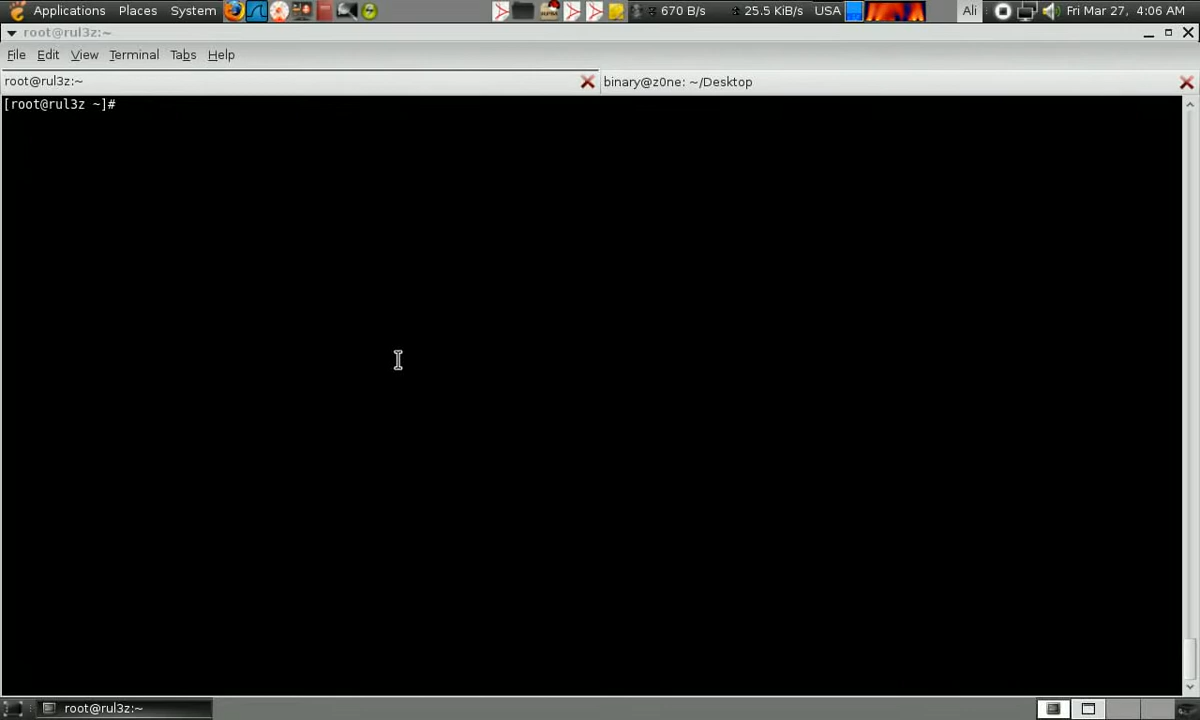 Applications Places System 670 B/s 25.5 KiB/s USA Ali Fri Mar 27, 4:06 AM
root@rul3z:~
File Edit View Terminal Tabs Help
root@rul3z:~ binary@z0ne: ~/Desktop
[root@rul3z ~]#
root@rul3z:~